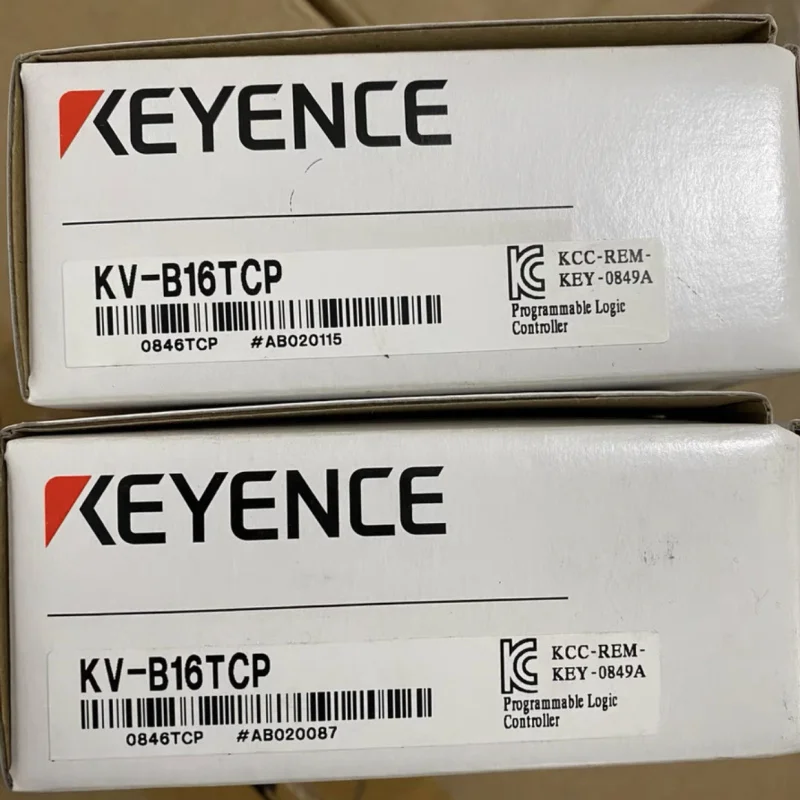 KEYENCE
KV-B16TCP
0846TCP #AB020115
KCC-REM-
KEY-0849A
Programmable Logic
Controller
KEYENCE
KV-B16TCP
0846TCP #AB020087
KCC-REM-
KEY-0849A
Programmable Logic
Controller